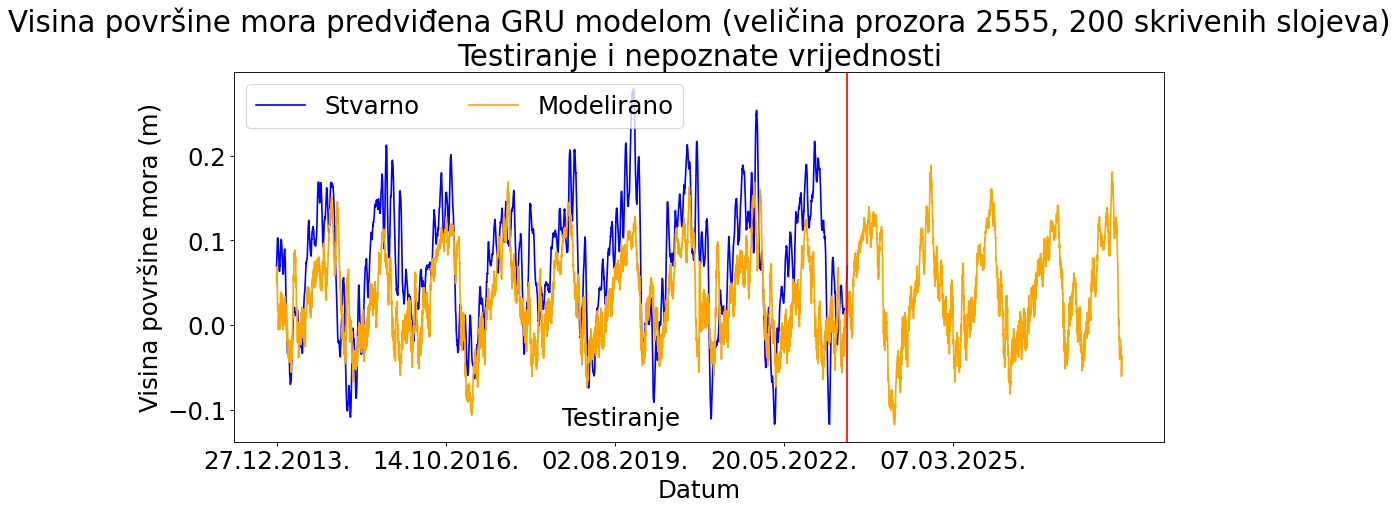 Visina površine mora predviđena GRU modelom (veličina prozora 2555, 200 skrivenih slojeva)
Testiranje i nepoznate vrijednosti
Stvarno Modelirano
Visina površine mora (m)
0.2
0.1
0.0
−0.1
Testiranje
27.12.2013. 14.10.2016. 02.08.2019. 20.05.2022. 07.03.2025.
Datum